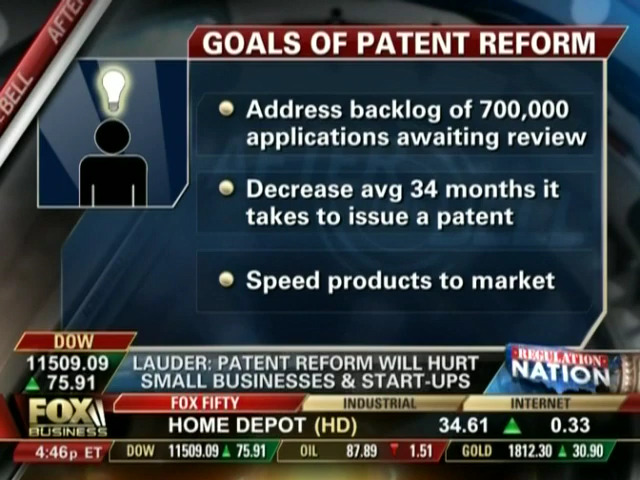 AFTER
BELL
GOALS OF PATENT REFORM
Address backlog of 700,000
applications awaiting review
Decrease avg 34 months it
takes to issue a patent
Speed products to market
DOW
11509.09
75.91
LAUDER: PATENT REFORM WILL HURT
SMALL BUSINESSES & START-UPS
REGULATION
NATION
FOX
BUSINESS
FOX FIFTY INDUSTRIAL INTERNET
HOME DEPOT (HD) 34.61 ▲ 0.33
4:46p ET DOW 11509.09 ▲ 75.91 OIL 87.89 ▼ 1.51 GOLD 1812.30 ▲ 30.90